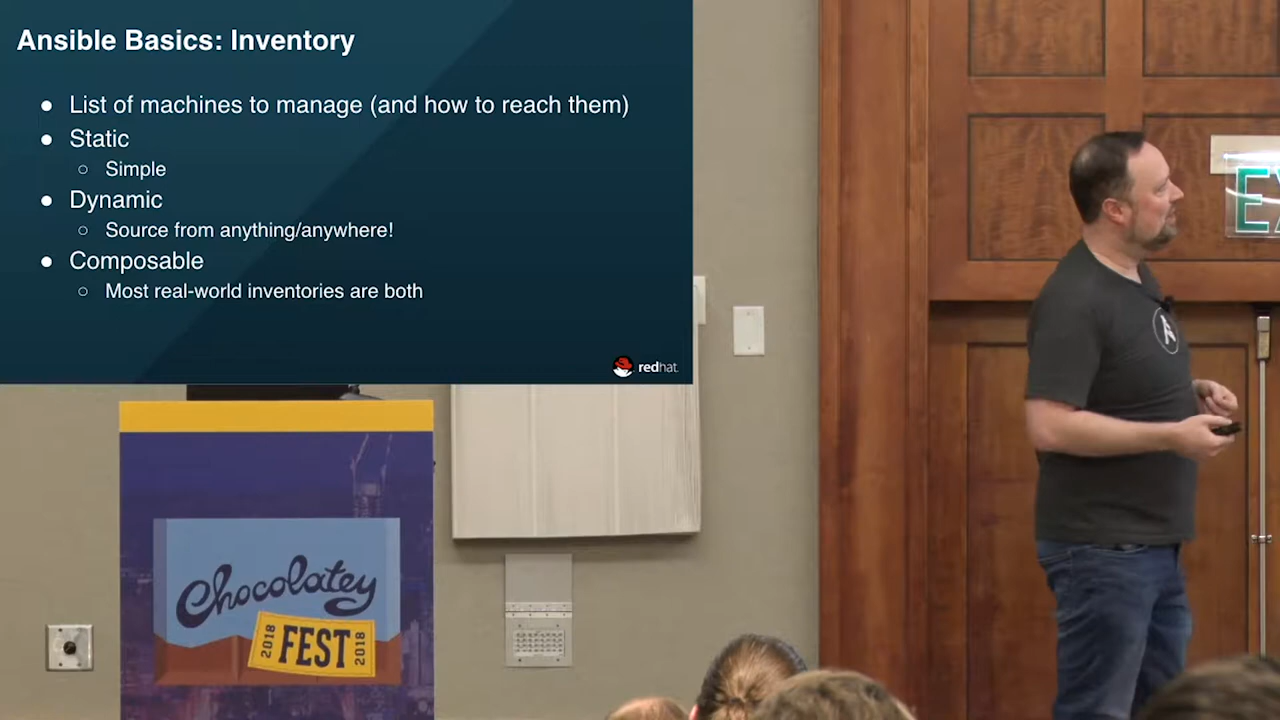 Ansible Basics: Inventory
● List of machines to manage (and how to reach them)
● Static
○ Simple
● Dynamic
○ Source from anything/anywhere!
● Composable
○ Most real-world inventories are both
redhat.
EX
A
Chocolatey
2018 FEST 2018